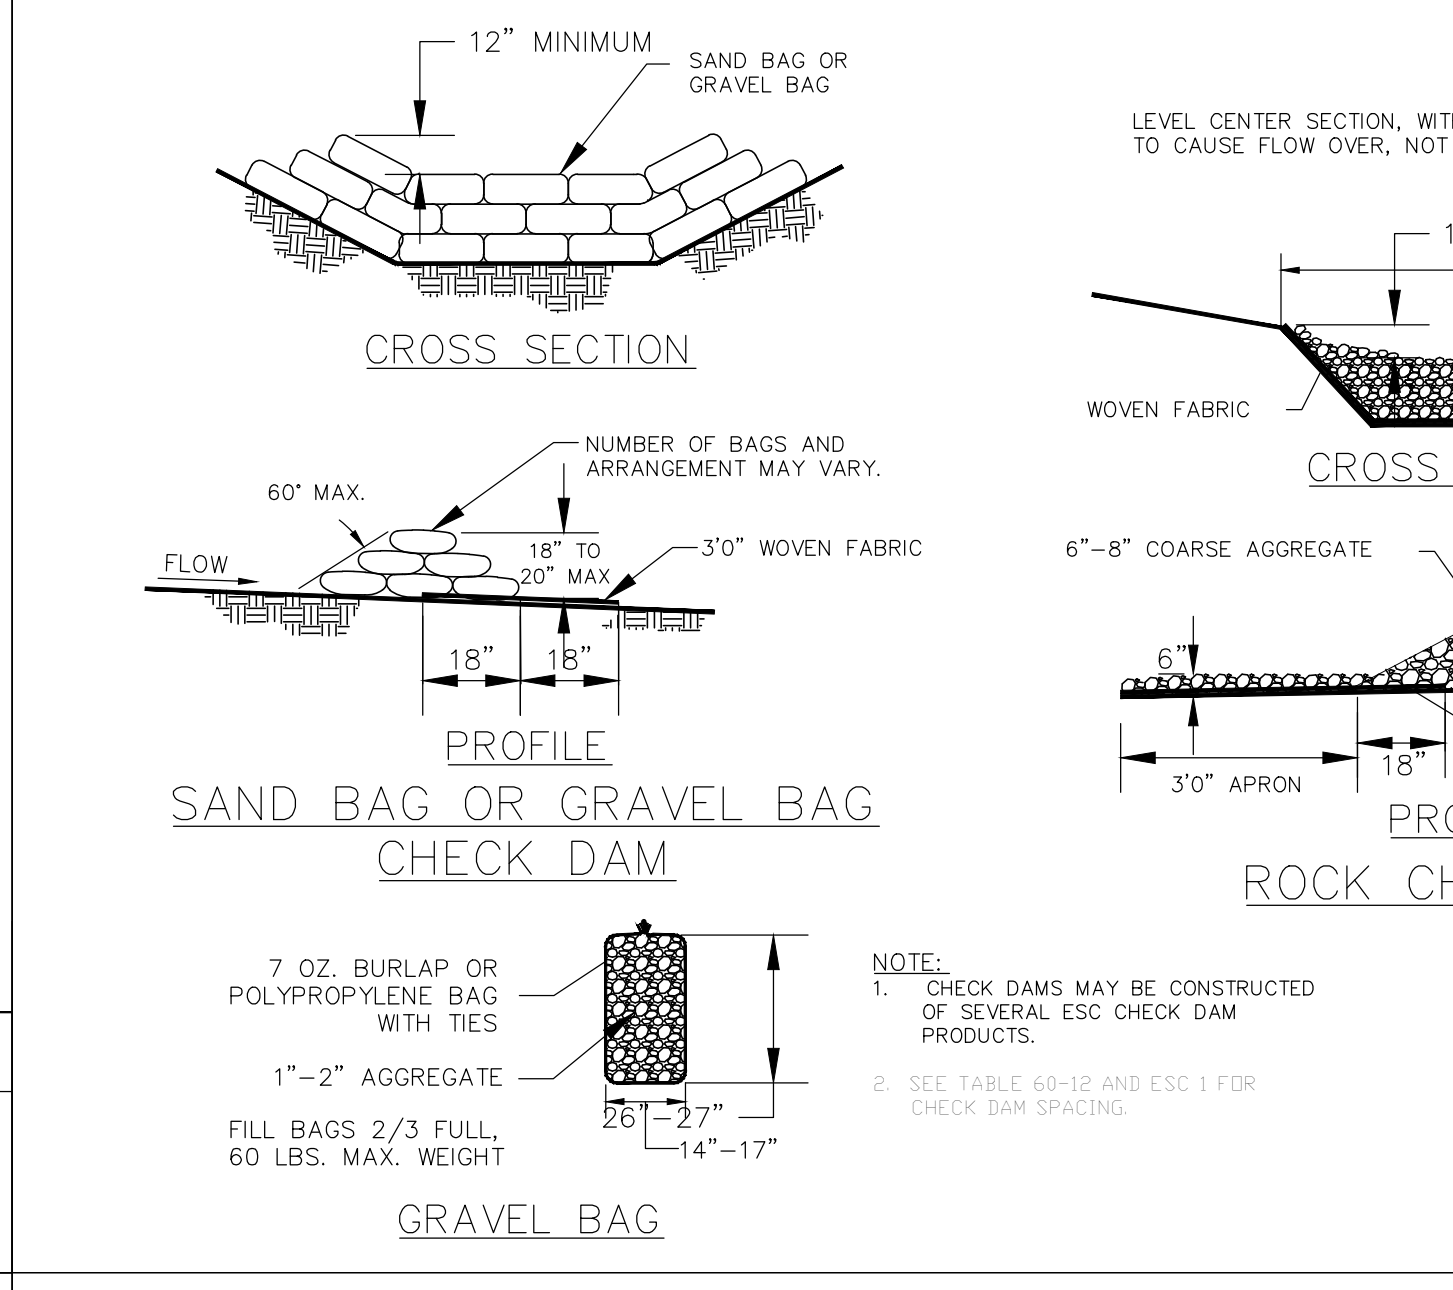 12” MINIMUM
SAND BAG OR
GRAVEL BAG
CROSS SECTION
NUMBER OF BAGS AND
ARRANGEMENT MAY VARY.
60° MAX.
FLOW
18” TO
20” MAX
3'0” WOVEN FABRIC
18”
18”
PROFILE
SAND BAG OR GRAVEL BAG
CHECK DAM
7 OZ. BURLAP OR
POLYPROPYLENE BAG
WITH TIES
1”-2” AGGREGATE
FILL BAGS 2/3 FULL,
60 LBS. MAX. WEIGHT
26”-27”
14”-17”
GRAVEL BAG
LEVEL CENTER SECTION,
TO CAUSE FLOW OVER, NOT
WOVEN FABRIC
CROSS
6”-8” COARSE AGGREGATE
6”
18”
3'0” APRON
ROCK
NOTE:
1. CHECK DAMS MAY BE CONSTRUCTED
OF SEVERAL ESC CHECK DAM
PRODUCTS.
2. SEE TABLE 60-12 AND ESC 1 FOR
CHECK DAM SPACING.